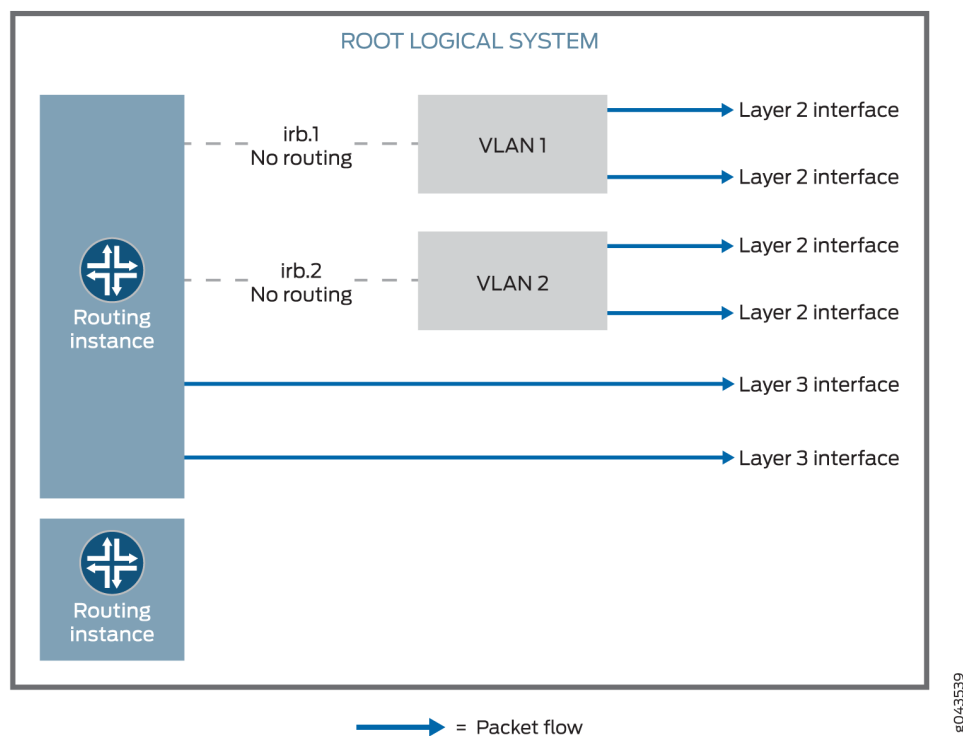 ROOT LOGICAL SYSTEM
irb.1
No routing
VLAN 1
Layer 2 interface
Layer 2 interface
irb.2
No routing
VLAN 2
Layer 2 interface
Layer 2 interface
Routing
instance
Layer 3 interface
Layer 3 interface
Routing
instance
= Packet flow
g043539